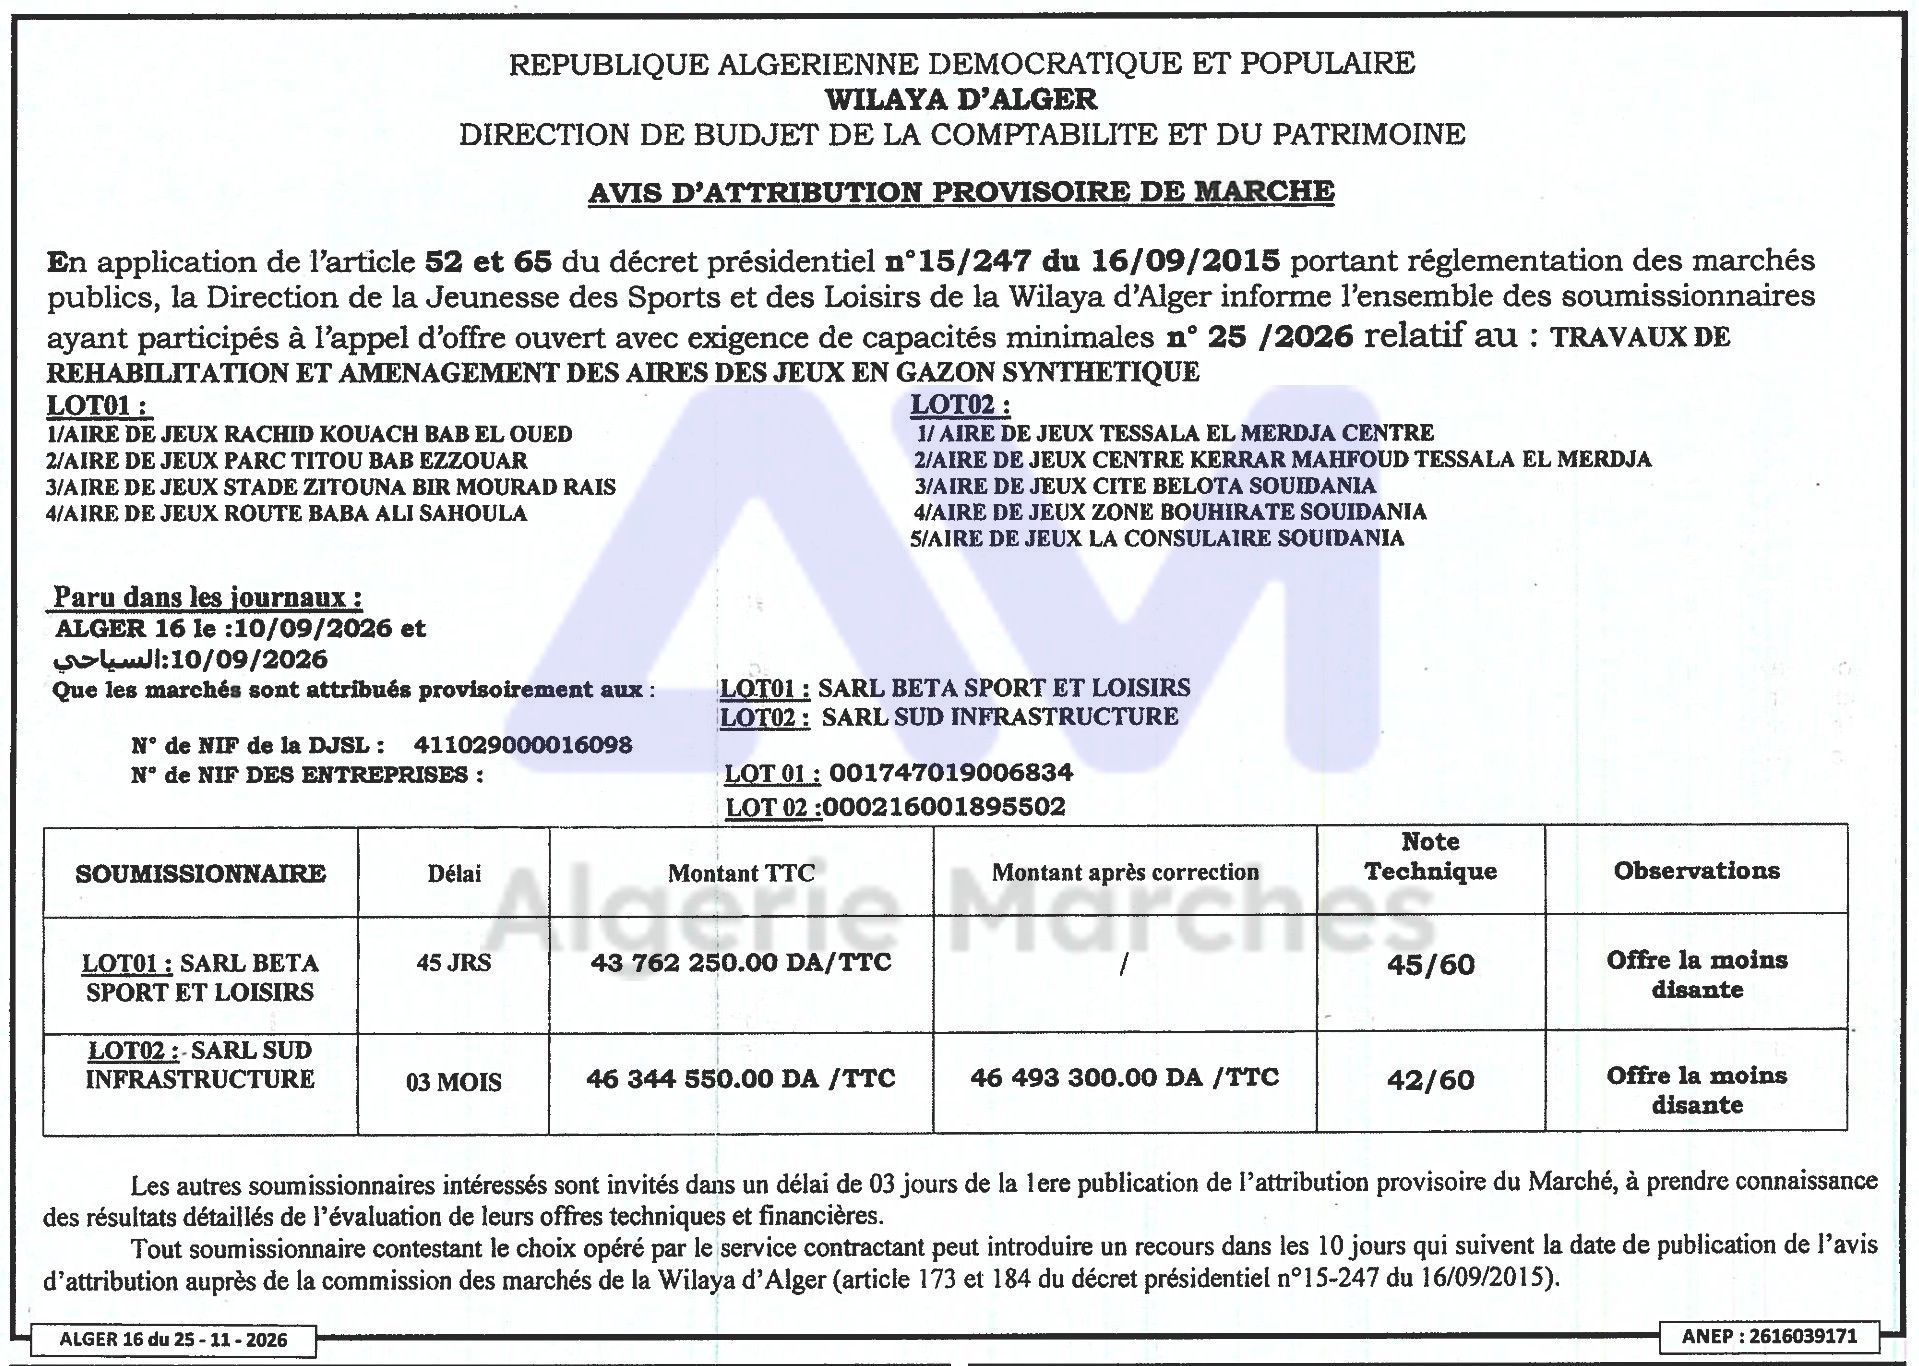 REPUBLIQUE ALGERIENNE DEMOCRATIQUE ET POPULAIRE
WILAYA D'ALGER
DIRECTION DE BUDJET DE LA COMPTABILITE ET DU PATRIMOINE
AVIS D'ATTRIBUTION PROVISOIRE DE MARCHE
En application de l'article 52 et 65 du décret présidentiel n°15/247 du 16/09/2015 portant réglementation des marchés
publics, la Direction de la Jeunesse des Sports et des Loisirs de la Wilaya d'Alger informe l'ensemble des soumissionnaires
ayant participés à l'appel d'offre ouvert avec exigence de capacités minimales n° 25 /2026 relatif au : TRAVAUX DE
REHABILITATION ET AMENAGEMENT DES AIRES DES JEUX EN GAZON SYNTHETIQUE
LOT01 :
1/AIRE DE JEUX RACHID KOUACH BAB EL OUED
2/AIRE DE JEUX PARC TITOU BAB EZZOUAR
3/AIRE DE JEUX STADE ZITOUNA BIR MOURAD RAIS
4/AIRE DE JEUX ROUTE BABA ALI SAHOULA
LOT02 :
1/ AIRE DE JEUX TESSALA EL MERDJA CENTRE
2/AIRE DE JEUX CENTRE KERRAR MAHFOUD TESSALA EL MERDJA
3/AIRE DE JEUX CITE BELOTA SOUIDANIA
4/AIRE DE JEUX ZONE BOUHIRATE SOUIDANIA
5/AIRE DE JEUX LA CONSULAIRE SOUIDANIA
Paru dans les journaux :
ALGER 16 le :10/09/2026 et
السياحي:10/09/2026
Que les marchés sont attribués provisoirement aux :
LOT01 : SARL BETA SPORT ET LOISIRS
LOT02 : SARL SUD INFRASTRUCTURE
N° de NIF de la DJSL : 411029000016098
N° de NIF DES ENTREPRISES :
LOT 01 : 001747019006834
LOT 02 :000216001895502
SOUMISSIONNAIRE
Délai
Montant TTC
Montant après correction
Note
Technique
Observations
LOT01 : SARL BETA
SPORT ET LOISIRS
45 JRS
43 762 250.00 DA/TTC
/
45/60
Offre la moins
disante
LOT02 : SARL SUD
INFRASTRUCTURE
03 MOIS
46 344 550.00 DA /TTC
46 493 300.00 DA /TTC
42/60
Offre la moins
disante
Les autres soumissionnaires intéressés sont invités dans un délai de 03 jours de la 1ere publication de l'attribution provisoire du Marché, à prendre connaissance
des résultats détaillés de l'évaluation de leurs offres techniques et financières.
Tout soumissionnaire contestant le choix opéré par le service contractant peut introduire un recours dans les 10 jours qui suivent la date de publication de l'avis
d'attribution auprès de la commission des marchés de la Wilaya d'Alger (article 173 et 184 du décret présidentiel n°15-247 du 16/09/2015).
ALGER 16 du 25 - 11 - 2026
ANEP : 2616039171
AM
Algerie Marches